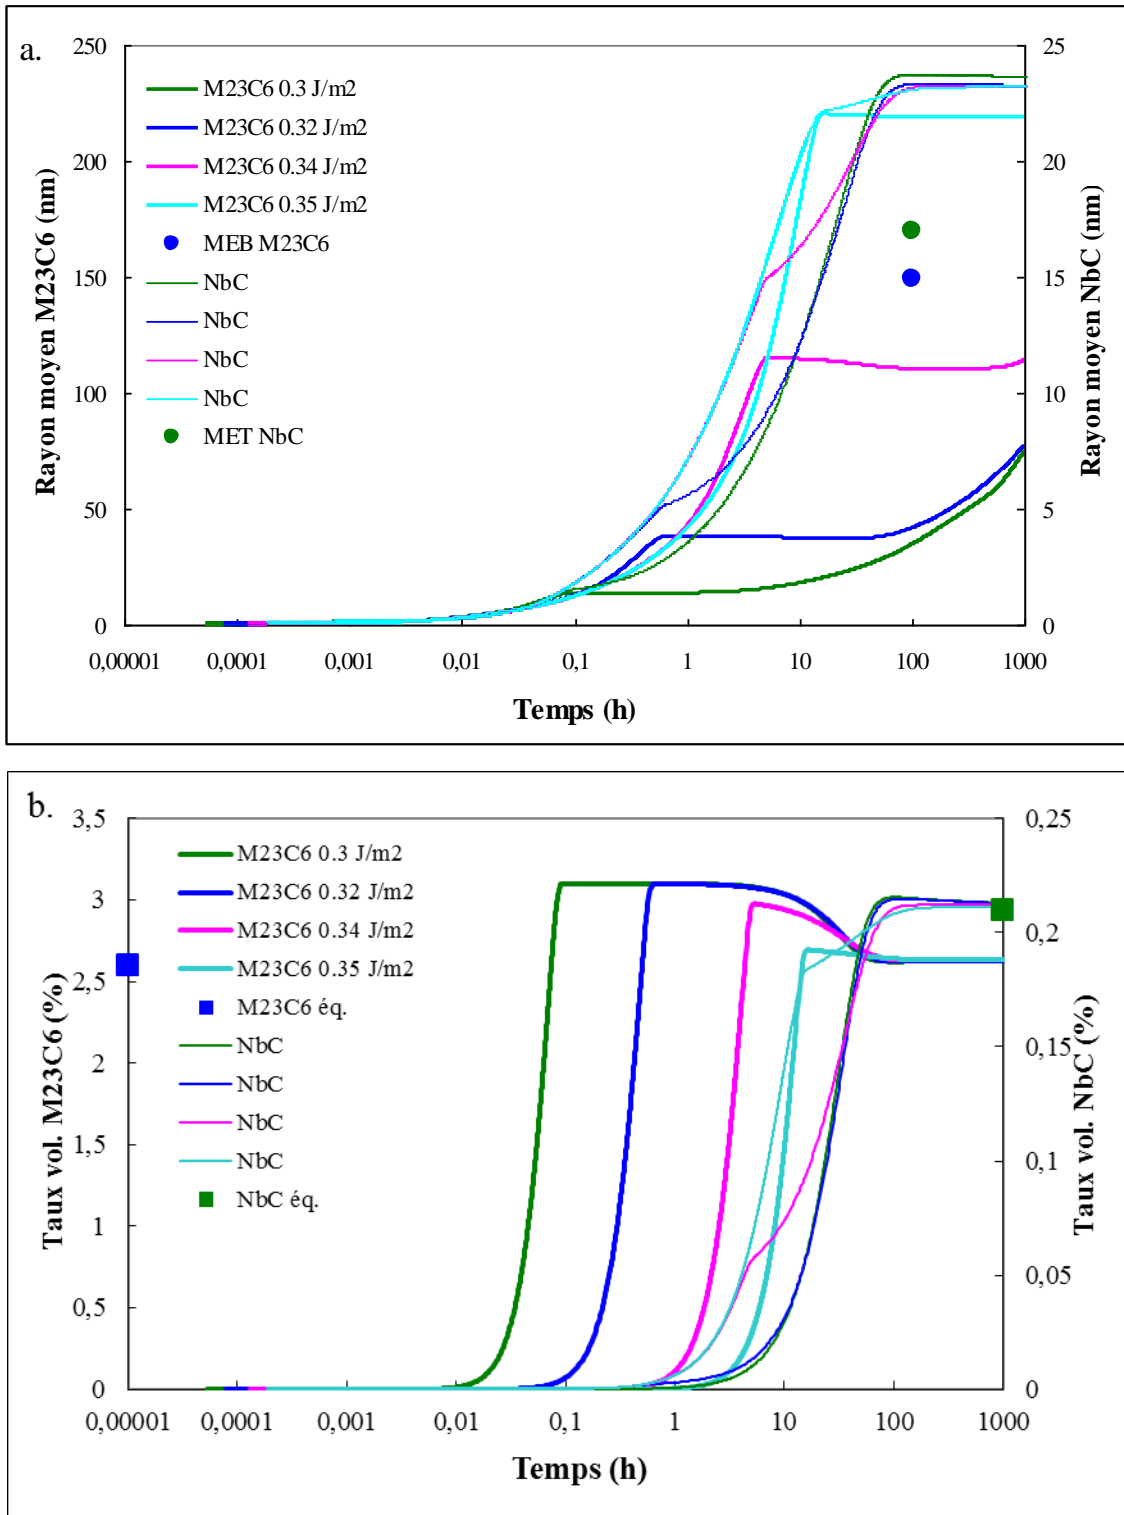 a.
250
200
150
100
50
0
Rayon moyen M23C6 (nm)
M23C6 0.3 J/m2
M23C6 0.32 J/m2
M23C6 0.34 J/m2
M23C6 0.35 J/m2
MEB M23C6
NbC
NbC
NbC
NbC
MET NbC
25
20
15
10
5
0
Rayon moyen NbC (nm)
0,00001 0,0001 0,001 0,01 0,1 1 10 100 1000
Temps (h)
b.
3,5
3
2,5
2
1,5
1
0,5
0
Taux vol. M23C6 (%)
M23C6 0.3 J/m2
M23C6 0.32 J/m2
M23C6 0.34 J/m2
M23C6 0.35 J/m2
M23C6 éq.
NbC
NbC
NbC
NbC
NbC éq.
0,25
0,2
0,15
0,1
0,05
0
Taux vol. NbC (%)
0,00001 0,0001 0,001 0,01 0,1 1 10 100 1000
Temps (h)